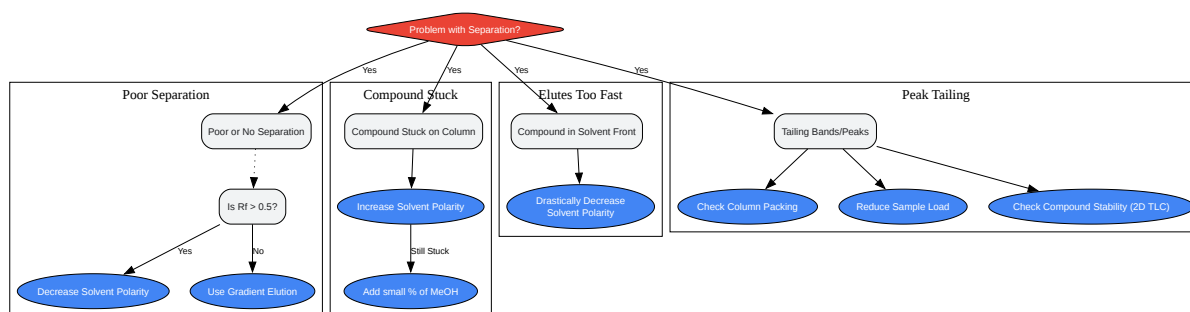 Problem with Separation?
Yes
Yes
Yes
Yes
Poor Separation
Compound Stuck
Elutes Too Fast
Peak Tailing
Poor or No Separation
Compound Stuck on Column
Compound in Solvent Front
Tailing Bands/Peaks
Is Rf > 0.5?
Increase Solvent Polarity
Drastically Decrease
Solvent Polarity
Check Column Packing
Reduce Sample Load
Check Compound Stability (2D TLC)
Yes
No
Still Stuck
Decrease Solvent Polarity
Use Gradient Elution
Add small % of MeOH